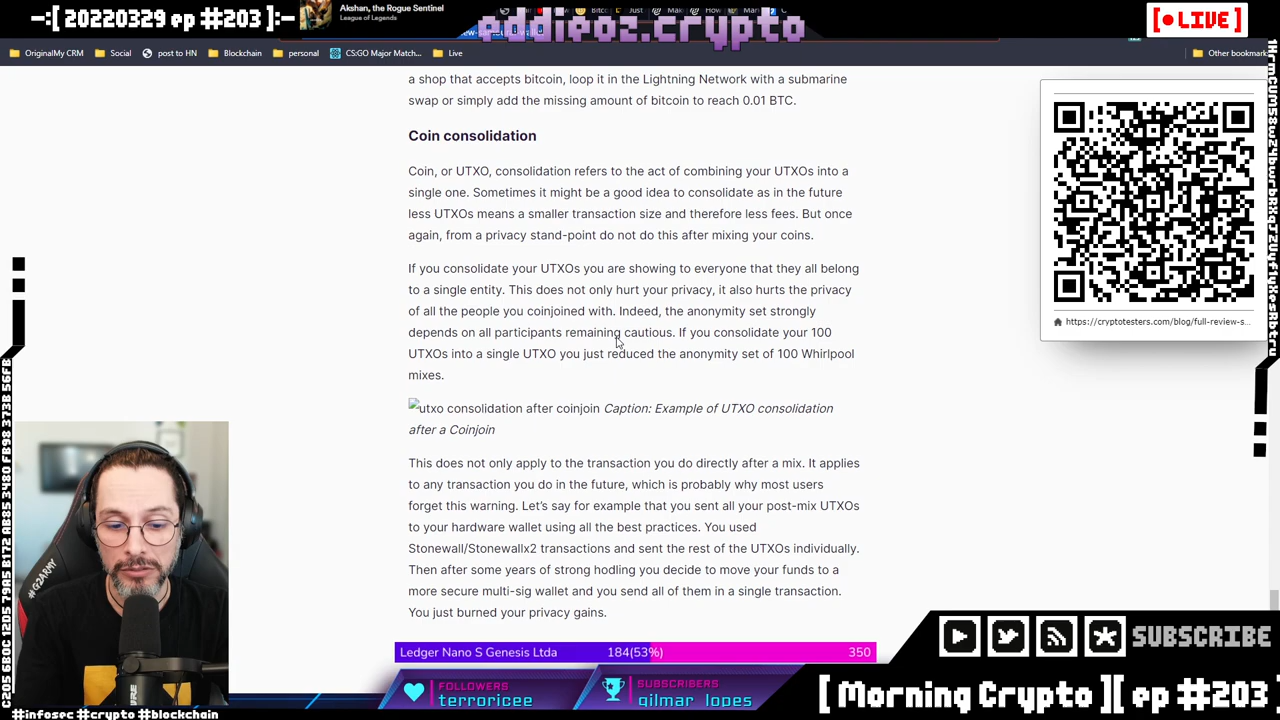 -:[ 20220329 ep #203 ]:-
Akshan, the Rogue Sentinel
League of Legends
eddieoz.crypto
[● LIVE ]
OriginalMy CRM
Social
post to HN
Blockchain
personal
CS:GO Major Match...
Live
Other bookmark
a shop that accepts bitcoin, loop it in the Lightning Network with a submarine
swap or simply add the missing amount of bitcoin to reach 0.01 BTC.
Coin consolidation
Coin, or UTXO, consolidation refers to the act of combining your UTXOs into a
single one. Sometimes it might be a good idea to consolidate as in the future
less UTXOs means a smaller transaction size and therefore less fees. But once
again, from a privacy stand-point do not do this after mixing your coins.
If you consolidate your UTXOs you are showing to everyone that they all belong
to a single entity. This does not only hurt your privacy, it also hurts the privacy
of all the people you coinjoined with. Indeed, the anonymity set strongly
depends on all participants remaining cautious. If you consolidate your 100
UTXOs into a single UTXO you just reduced the anonymity set of 100 Whirlpool
mixes.
utxo consolidation after coinjoin Caption: Example of UTXO consolidation
after a Coinjoin
This does not only apply to the transaction you do directly after a mix. It applies
to any transaction you do in the future, which is probably why most users
forget this warning. Let's say for example that you sent all your post-mix UTXOs
to your hardware wallet using all the best practices. You used
Stonewall/Stonewallx2 transactions and sent the rest of the UTXOs individually.
Then after some years of strong hodling you decide to move your funds to a
more secure multi-sig wallet and you send all of them in a single transaction.
You just burned your privacy gains.
https://cryptotesters.com/blog/full-review-s...
#G2ARMY
Ledger Nano S Genesis Ltda
184(53%)
350
FOLLOWERS
terroricee
SUBSCRIBERS
gilmar_lopes
SUBSCRIBE
[ Morning Crypto ][ ep #203 ]
#infosec #crypto #blockchain